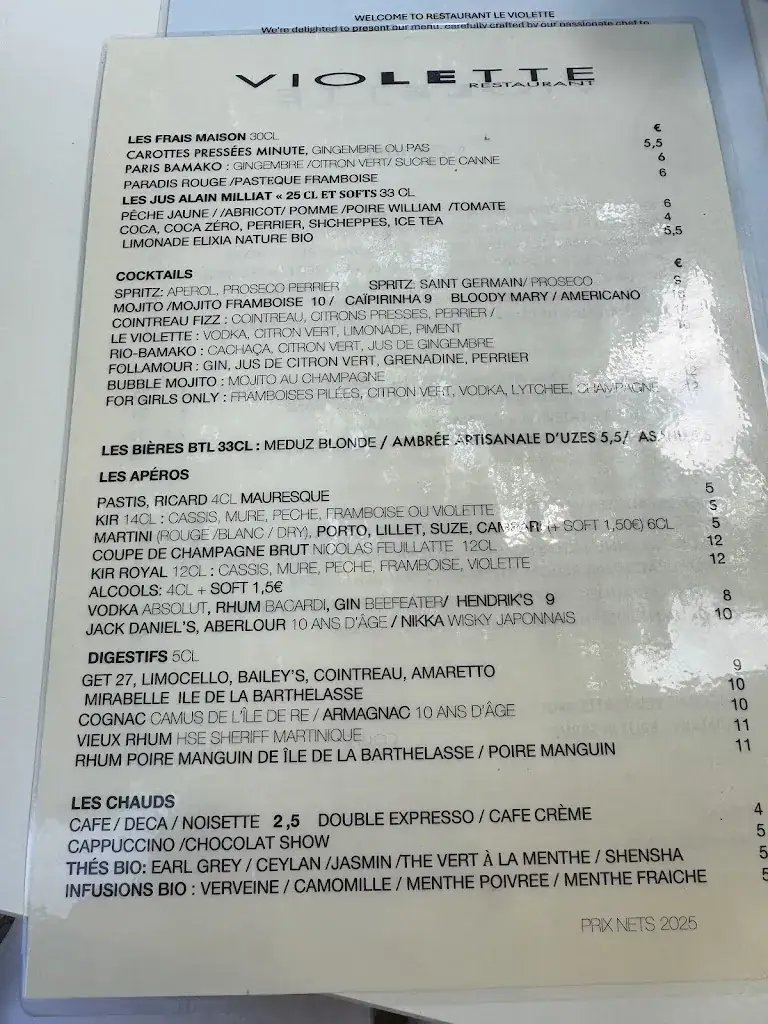 WELCOME TO RESTAURANT LE VIOLETTE
We're delighted to present our menu, carefully crafted by our passionate chef to
VIOLETTE
RESTAURANT
LES FRAIS MAISON 30CL €
CAROTTES PRESSÉES MINUTE, GINGEMBRE OU PAS 5,5
PARIS BAMAKO : GINGEMBRE /CITRON VERT/ SUCRE DE CANNE 6
PARADIS ROUGE /PASTEQUE FRAMBOISE 6
LES JUS ALAIN MILLIAT « 25 CL ET SOFTS 33 CL
PÊCHE JAUNE / /ABRICOT/ POMME /POIRE WILLIAM /TOMATE 6
COCA, COCA ZÉRO, PERRIER, SHCHEPPES, ICE TEA 4
LIMONADE ELIXIA NATURE BIO 5,5
COCKTAILS €
SPRITZ: APEROL, PROSECO PERRIER SPRITZ: SAINT GERMAIN/ PROSECO
MOJITO /MOJITO FRAMBOISE 10 / CAÏPIRINHA 9 BLOODY MARY / AMERICANO
COINTREAU FIZZ : COINTREAU, CITRONS PRESSES, PERRIER /
LE VIOLETTE : VODKA, CITRON VERT, LIMONADE, PIMENT
RIO-BAMAKO : CACHAÇA, CITRON VERT, JUS DE GINGEMBRE
FOLLAMOUR : GIN, JUS DE CITRON VERT, GRENADINE, PERRIER
BUBBLE MOJITO : MOJITO AU CHAMPAGNE
FOR GIRLS ONLY : FRAMBOISES PILÉES, CITRON VERT, VODKA, LYTCHEE, CHAMPAGNE 12
LES BIÈRES BTL 33CL : MEDUZ BLONDE / AMBRÉE ARTISANALE D'UZES 5,5/
LES APÉROS
PASTIS, RICARD 4CL MAURESQUE 5
KIR 14CL : CASSIS, MURE, PECHE, FRAMBOISE OU VIOLETTE 5
MARTINI (ROUGE /BLANC / DRY), PORTO, LILLET, SUZE, CAMPARI (+ SOFT 1,50€) 6CL 5
COUPE DE CHAMPAGNE BRUT NICOLAS FEUILLATTE 12CL 12
KIR ROYAL 12CL : CASSIS, MURE, PECHE, FRAMBOISE, VIOLETTE 12
ALCOOLS: 4CL + SOFT 1,5€
VODKA ABSOLUT, RHUM BACARDI, GIN BEEFEATER/ HENDRIK'S 9 8
JACK DANIEL'S, ABERLOUR 10 ANS D'ÂGE / NIKKA WISKY JAPONNAIS 10
DIGESTIFS 5CL
GET 27, LIMOCELLO, BAILEY'S, COINTREAU, AMARETTO 9
MIRABELLE ILE DE LA BARTHELASSE 10
COGNAC CAMUS DE L'ÎLE DE RE / ARMAGNAC 10 ANS D'ÂGE 10
VIEUX RHUM HSE SHERIFF MARTINIQUE 11
RHUM POIRE MANGUIN DE ÎLE DE LA BARTHELASSE / POIRE MANGUIN 11
LES CHAUDS
CAFE / DECA / NOISETTE 2,5 DOUBLE EXPRESSO / CAFE CRÈME 4
CAPPUCCINO /CHOCOLAT SHOW 5
THÉS BIO: EARL GREY / CEYLAN /JASMIN /THE VERT À LA MENTHE / SHENSHA 5
INFUSIONS BIO : VERVEINE / CAMOMILLE / MENTHE POIVREE / MENTHE FRAICHE 5
PRIX NETS 2025